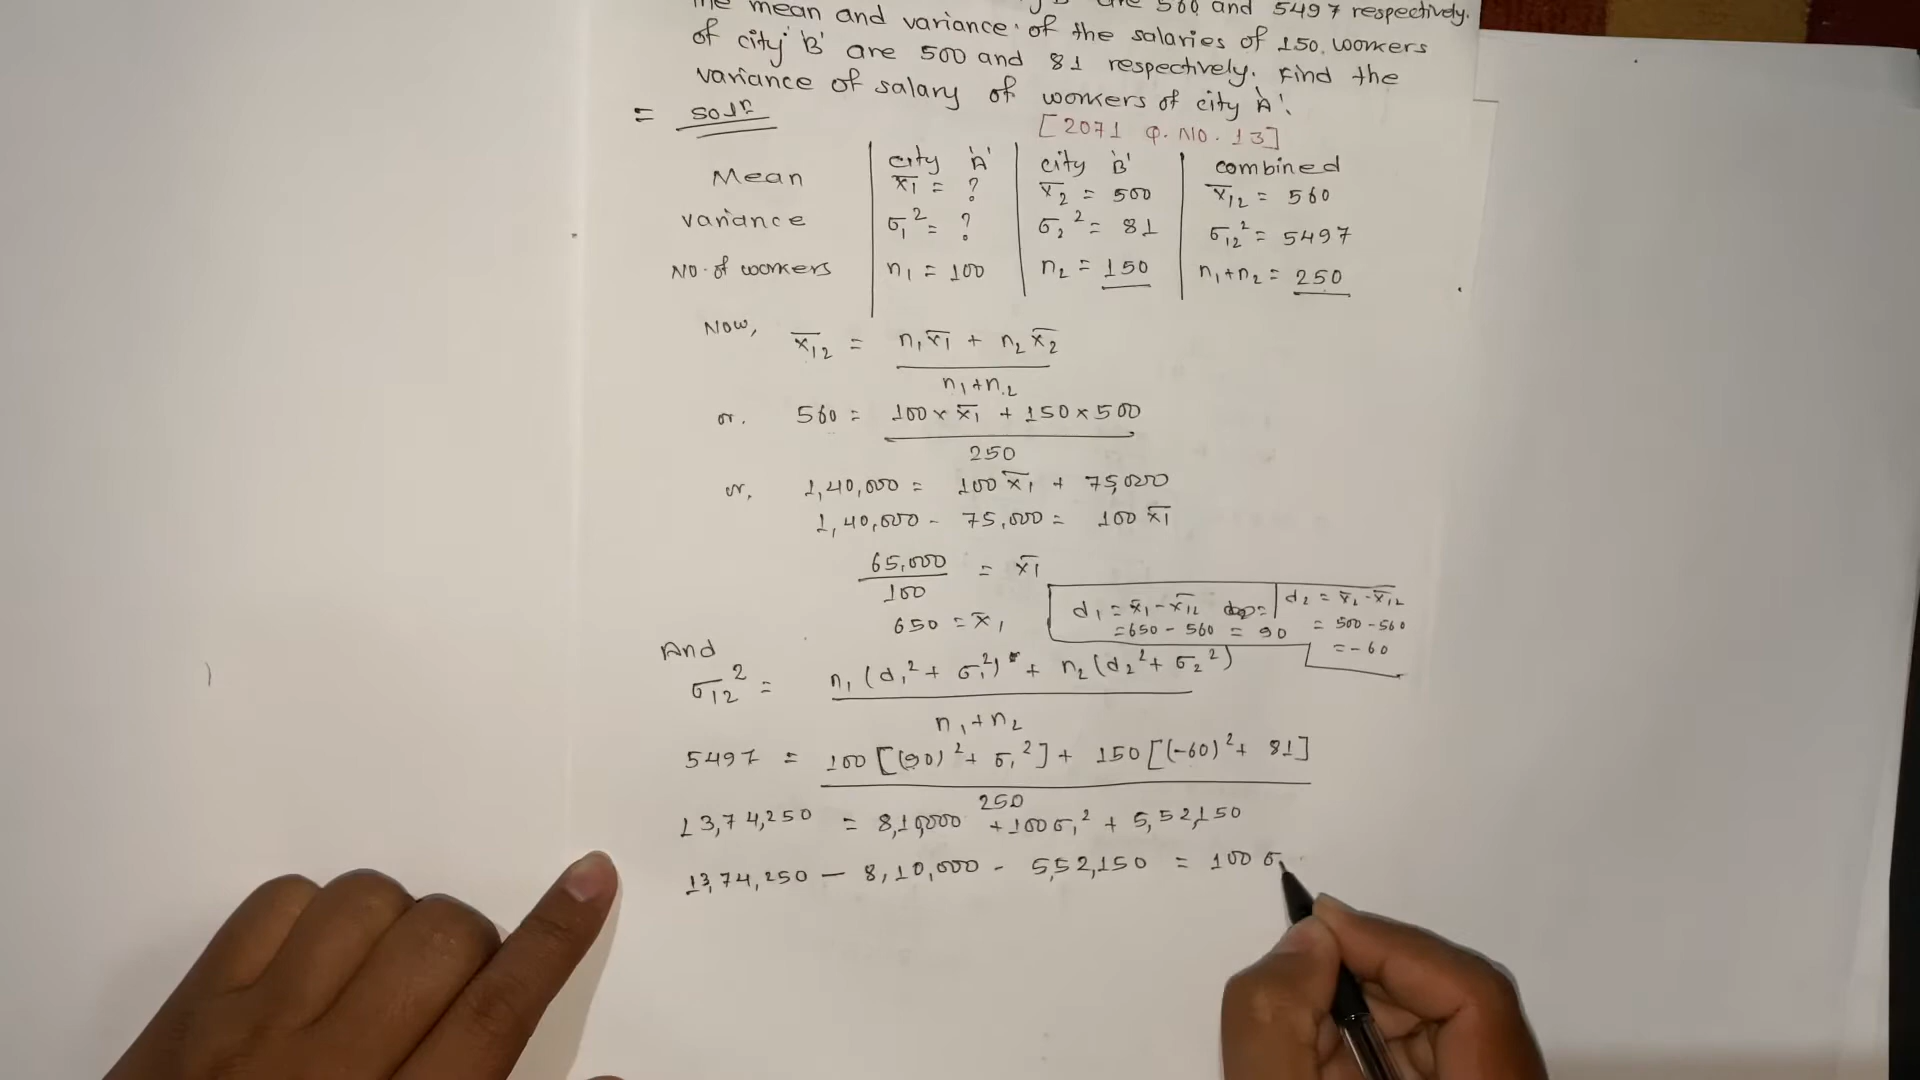 mean and variance of the salaries of 150 workers
of city 'B' are 500 and 81 respectively. Find the
variance of salary of workers of city 'A'.
= Solⁿ
[2071 Q. NO. 13]
city 'A' city 'B' combined
Mean x̄1 = ? x̄2 = 500 x̄12 = 560
variance σ1² = ? σ2² = 81 σ12² = 5497
NO. of workers n1 = 100 n2 = 150 n1+n2 = 250
Now, x̄12 = n1x̄1 + n2x̄2
n1+n2
or. 560 = 100 × x̄1 + 150 × 500
250
or, 1,40,000 = 100 x̄1 + 75,000
1,40,000 - 75,000 = 100 x̄1
65,000 = x̄1
100
650 = x̄1
d1 = x̄1 - x̄12 d2 = x̄2 - x̄12
= 650 - 560 = 90 = 500 - 560
= -60
And
σ12² = n1 (d1² + σ1²) + n2 (d2² + σ2²)
n1+n2
5497 = 100 [(90)² + σ1²] + 150 [(-60)² + 81]
250
13,74,250 = 8,10,000 + 100σ1² + 5,52,150
13,74,250 - 8,10,000 - 5,52,150 = 100 σ